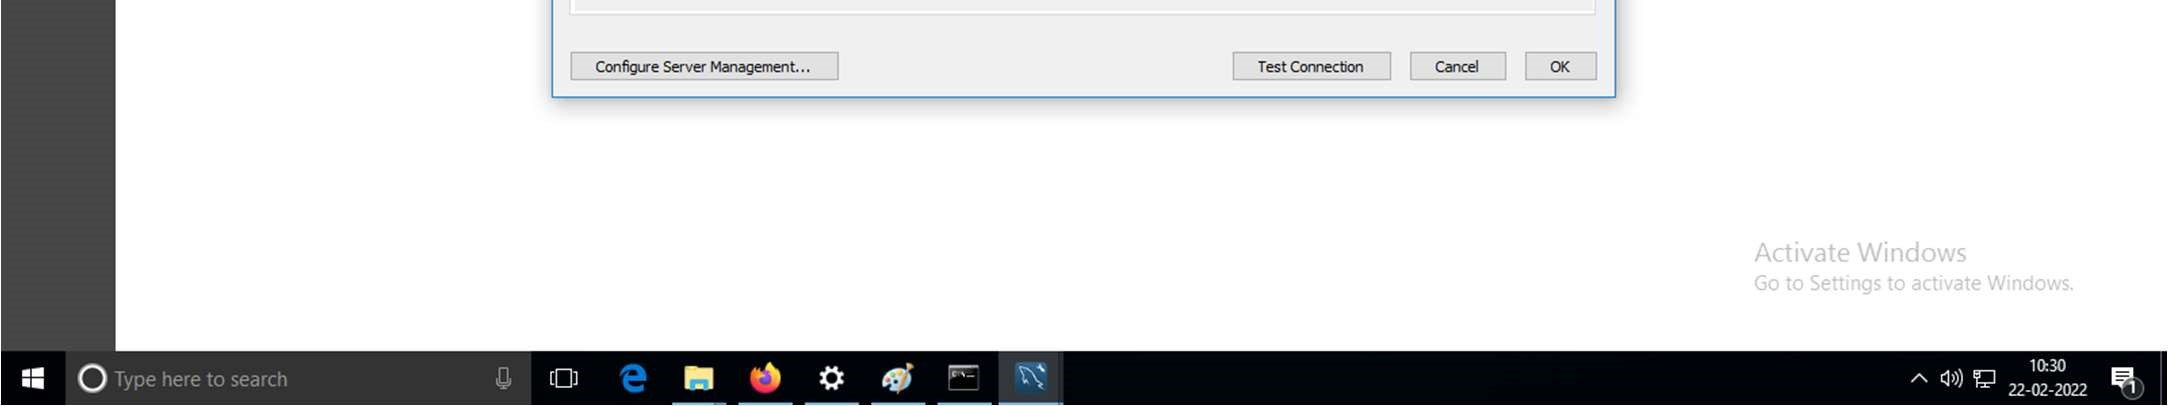 Configure Server Management...
Test Connection
Cancel
OK
Activate Windows
Go to Settings to activate Windows.
Type here to search
10:30
22-02-2022
1